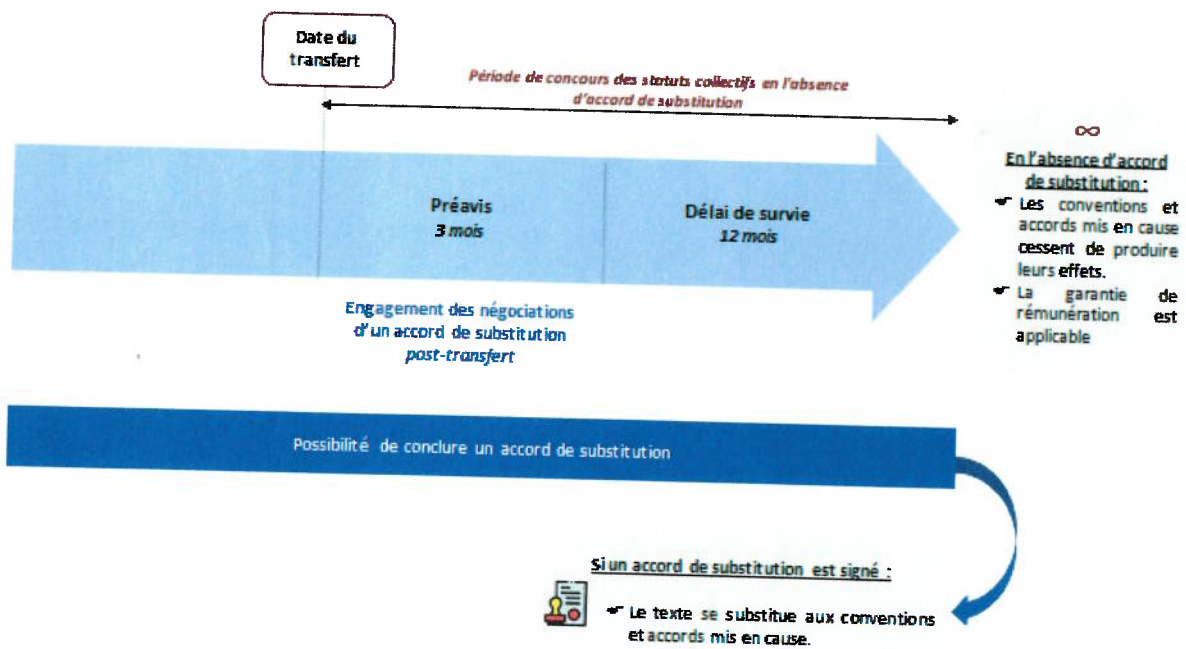 Date du
transfert
Période de concours des statuts collectifs en l'absence
d'accord de substitution
Préavis
3 mois
Délai de survie
12 mois
Engagement des négociations
d'un accord de substitution
post-transfert
∞
En l'absence d'accord
de substitution :
☛ Les conventions et
accords mis en cause
cessent de produire
leurs effets.
☛ La garantie de
rémunération est
applicable
Possibilité de conclure un accord de substitution
Si un accord de substitution est signé :
☛ Le texte se substitue aux conventions
et accords mis en cause.